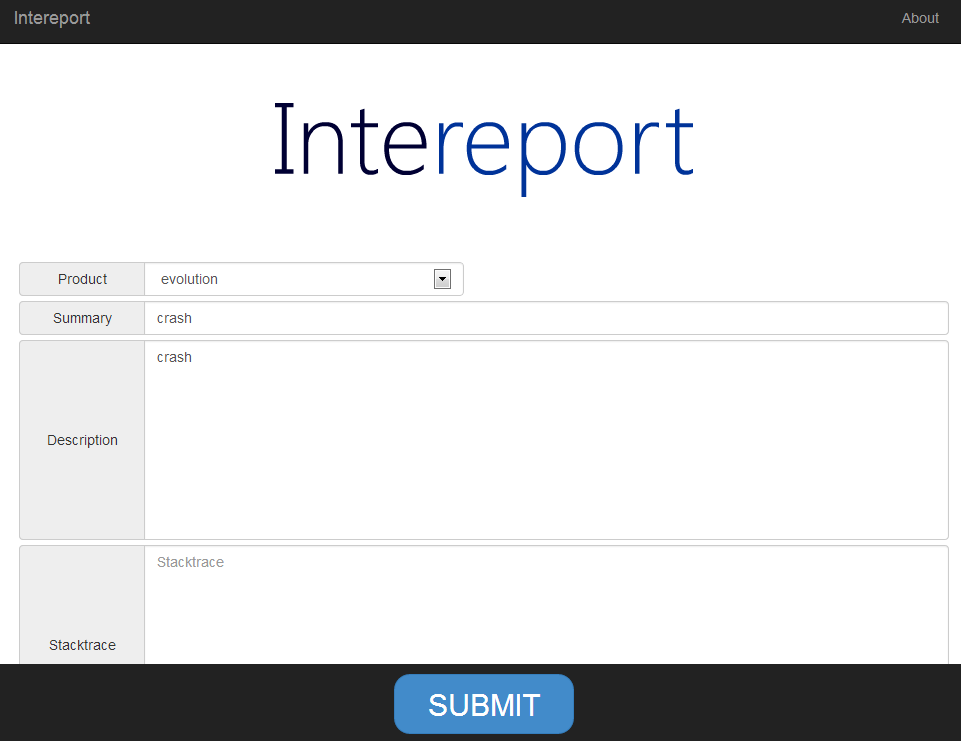 Intereport About
Intereport
Product evolution
Summary crash
crash
Description
Stacktrace
Stacktrace
SUBMIT